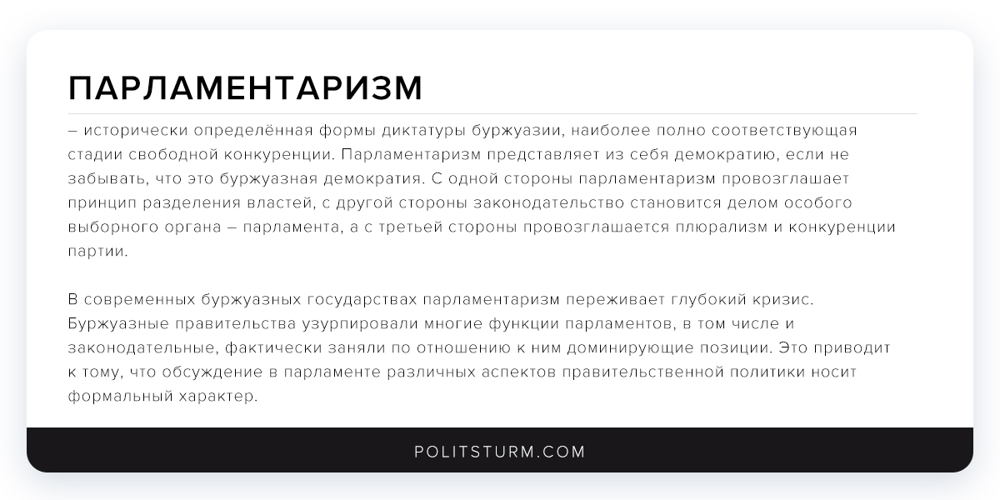 ПАРЛАМЕНТАРИЗМ
– исторически определённая формы диктатуры буржуазии, наиболее полно соответствующая
стадии свободной конкуренции. Парламентаризм представляет из себя демократию, если не
забывать, что это буржуазная демократия. С одной стороны парламентаризм провозглашает
принцип разделения властей, с другой стороны законодательство становится делом особого
выборного органа – парламента, а с третьей стороны провозглашается плюрализм и конкуренции
партии.
В современных буржуазных государствах парламентаризм переживает глубокий кризис.
Буржуазные правительства узурпировали многие функции парламентов, в том числе и
законодательные, фактически заняли по отношению к ним доминирующие позиции. Это приводит
к тому, что обсуждение в парламенте различных аспектов правительственной политики носит
формальный характер.
POLITSTURM.COM